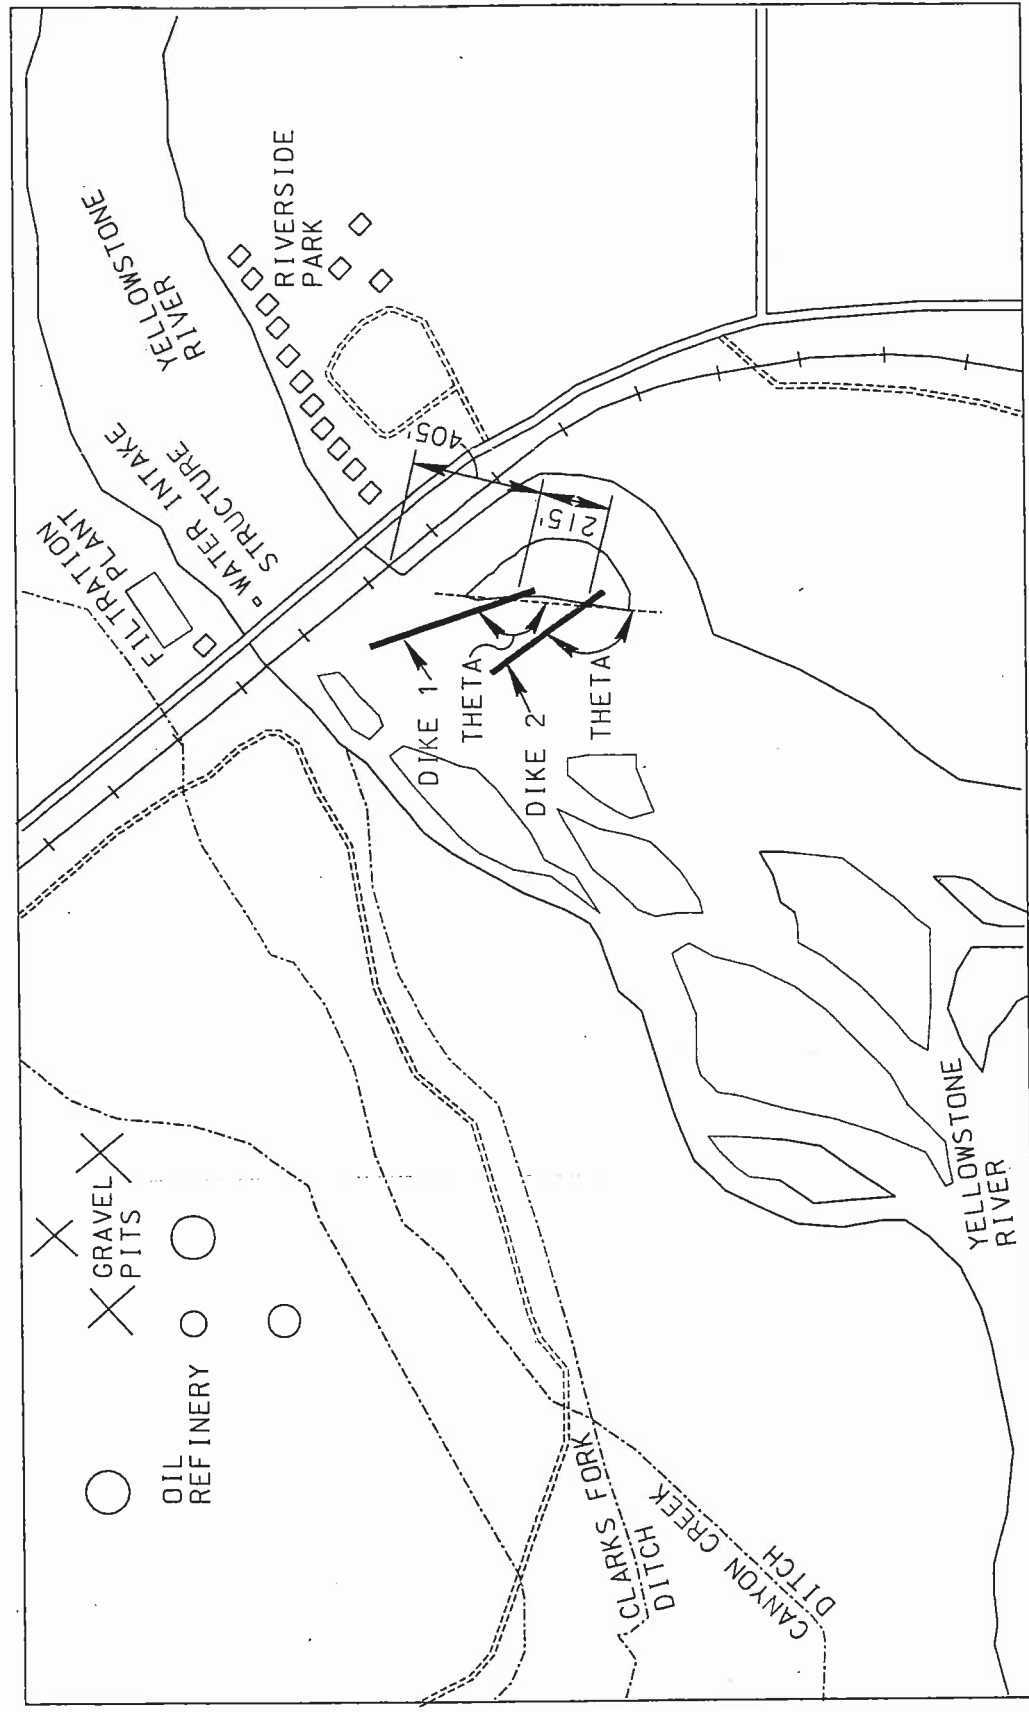 YELLOWSTONE
RIVER
RIVERSIDE
PARK
WATER INTAKE
STRUCTURE
FILTRATION
PLANT
405'
215'
DIKE 1
THETA
DIKE 2
THETA
GRAVEL
PITS
OIL
REFINERY
YELLOWSTONE
RIVER
CLARKS FORK
DITCH
CANYON CREEK
DITCH